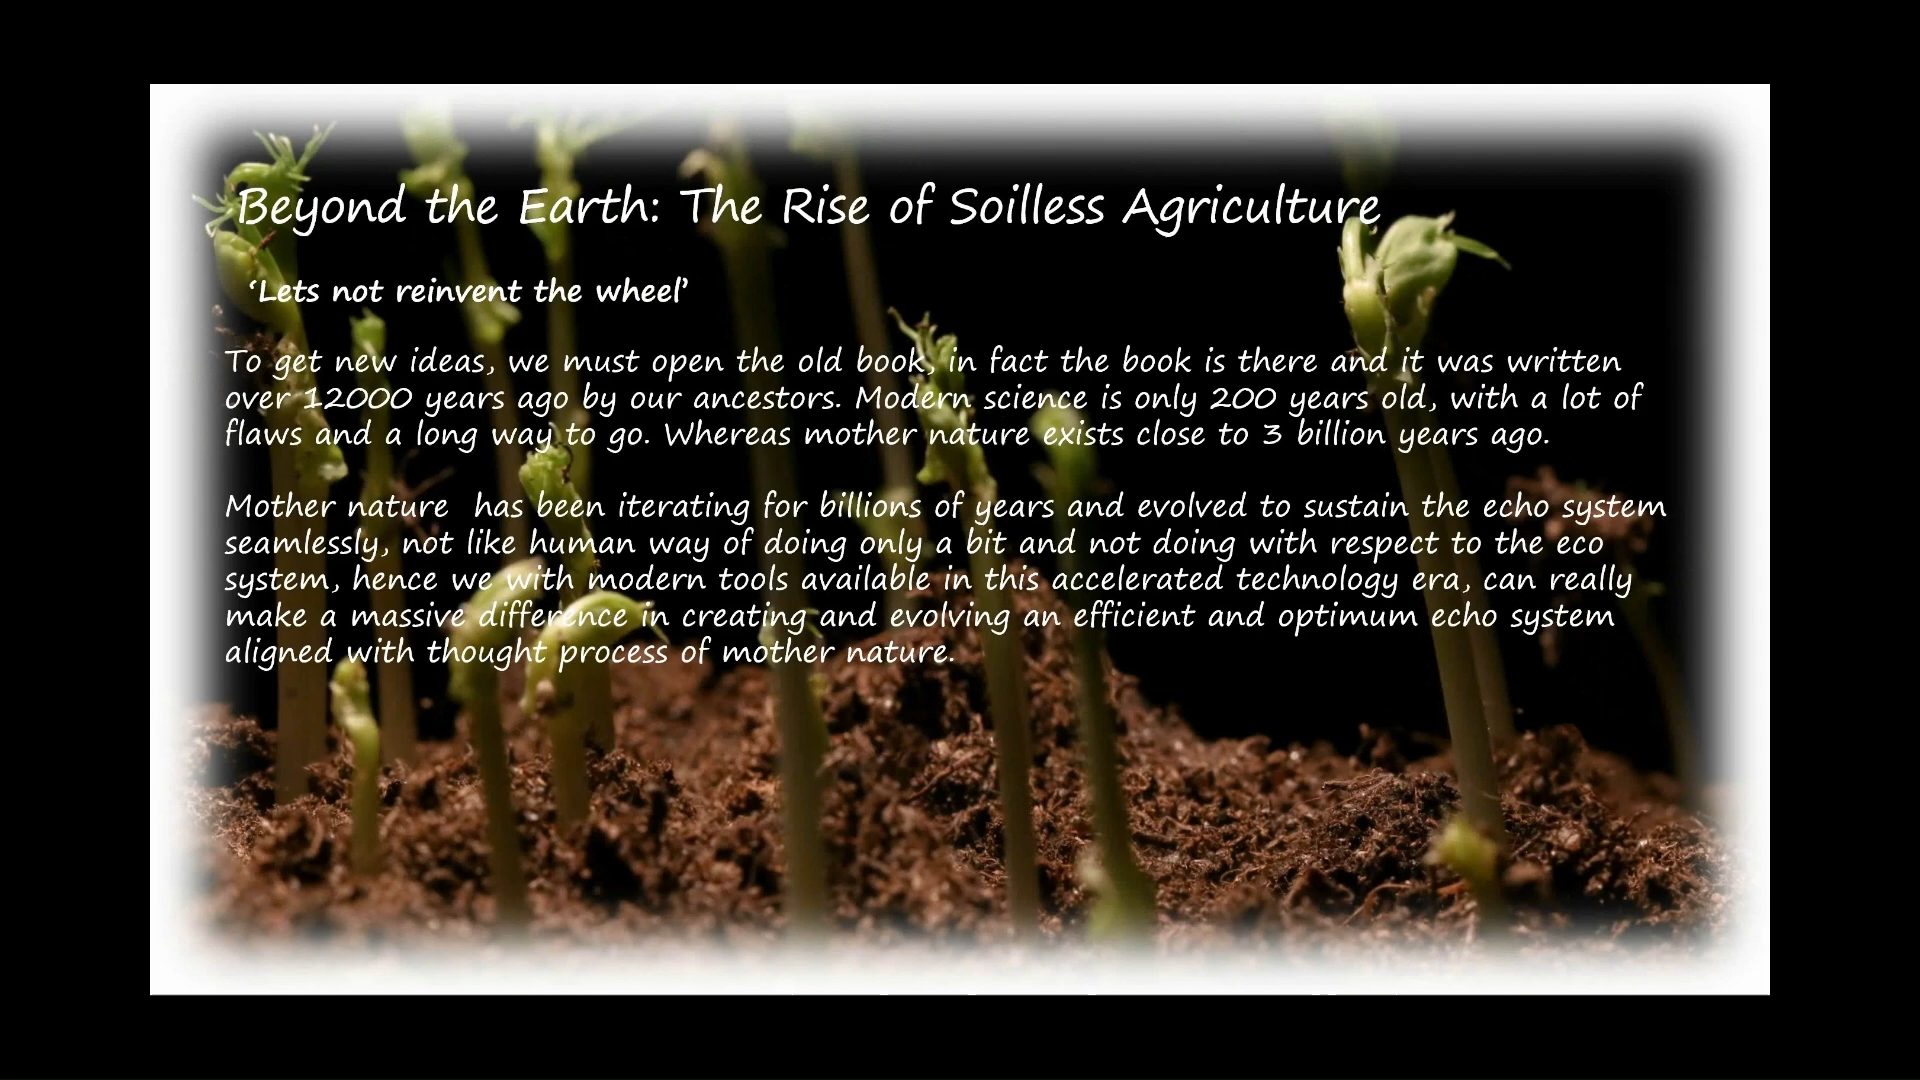 Beyond the Earth: The Rise of Soilless Agriculture
‘Lets not reinvent the wheel’
To get new ideas, we must open the old book, in fact the book is there and it was written
over 12000 years ago by our ancestors. Modern science is only 200 years old, with a lot of
flaws and a long way to go. Whereas mother nature exists close to 3 billion years ago.
Mother nature  has been iterating for billions of years and evolved to sustain the echo system
seamlessly, not like human way of doing only a bit and not doing with respect to the eco
system, hence we with modern tools available in this accelerated technology era, can really
make a massive difference in creating and evolving an efficient and optimum echo system
aligned with thought process of mother nature.